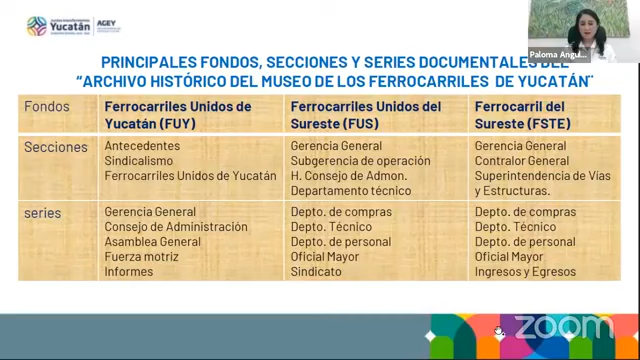 Yucatán
AGEY
Paloma Angul...
PRINCIPALES FONDOS, SECCIONES Y SERIES DOCUMENTALES DEL
“ARCHIVO HISTÓRICO DEL MUSEO DE LOS FERROCARRILES DE YUCATÁN¨
Fondos
Ferrocarriles Unidos de
Yucatán (FUY)
Ferrocarriles Unidos del
Sureste (FUS)
Ferrocarril del
Sureste (FSTE)
Secciones
Antecedentes
Sindicalismo
Ferrocarriles Unidos de Yucatán
Gerencia General
Subgerencia de operación
H. Consejo de Admon.
Departamento técnico
Gerencia General
Contralor General
Superintendencia de Vías
y Estructuras.
series
Gerencia General
Consejo de Administración
Asamblea General
Fuerza motriz
Informes
Depto. de compras
Depto. Técnico
Depto. de personal
Oficial Mayor
Sindicato
Depto. de compras
Depto. Técnico
Depto. de personal
Oficial Mayor
Ingresos y Egresos
zoom